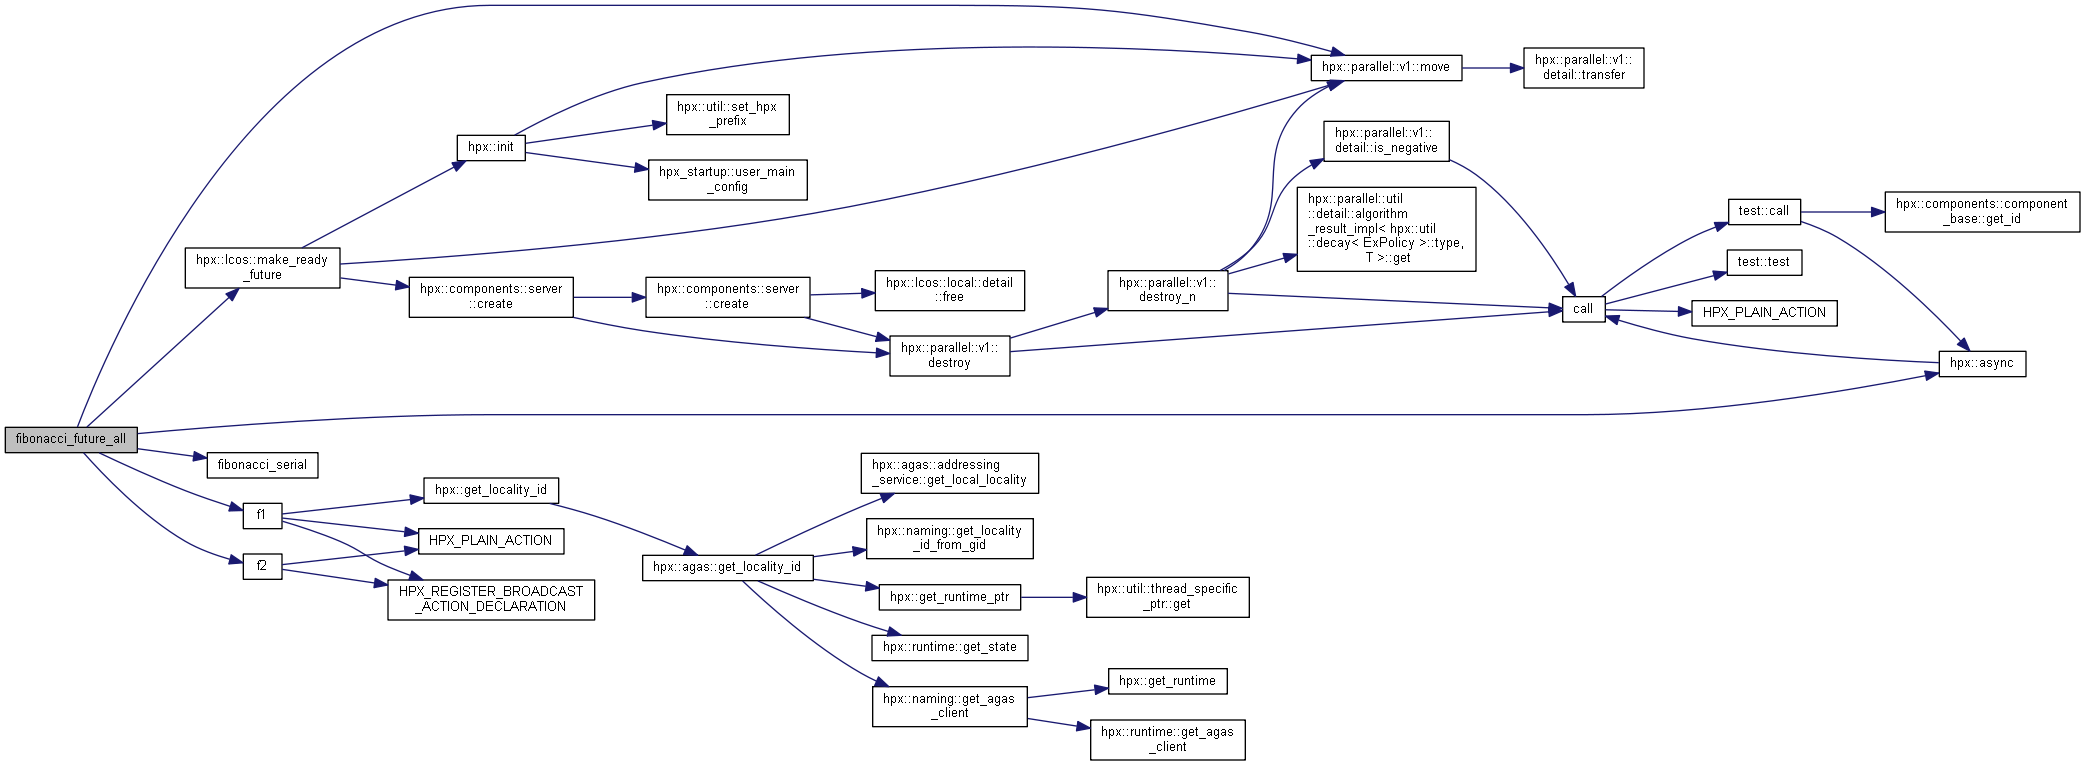 hpx::parallel::v1::move
hpx::parallel::v1::
detail::transfer
hpx::util::set_hpx
_prefix
hpx::init
hpx_startup::user_main
_config
hpx::parallel::v1::
detail::is_negative
hpx::parallel::util
::detail::algorithm
_result_impl< hpx::util
::decay< ExPolicy >::type,
T >::get
test::call
hpx::components::component
_base::get_id
hpx::lcos::make_ready
_future
test::test
hpx::components::server
::create
hpx::components::server
::create
hpx::lcos::local::detail
::free
hpx::parallel::v1::
destroy_n
call
HPX_PLAIN_ACTION
hpx::parallel::v1::
destroy
hpx::async
fibonacci_future_all
fibonacci_serial
hpx::get_locality_id
f1
HPX_PLAIN_ACTION
f2
HPX_REGISTER_BROADCAST
_ACTION_DECLARATION
hpx::agas::addressing
_service::get_local_locality
hpx::naming::get_locality
_id_from_gid
hpx::agas::get_locality_id
hpx::get_runtime_ptr
hpx::util::thread_specific
_ptr::get
hpx::runtime::get_state
hpx::naming::get_agas
_client
hpx::get_runtime
hpx::runtime::get_agas
_client